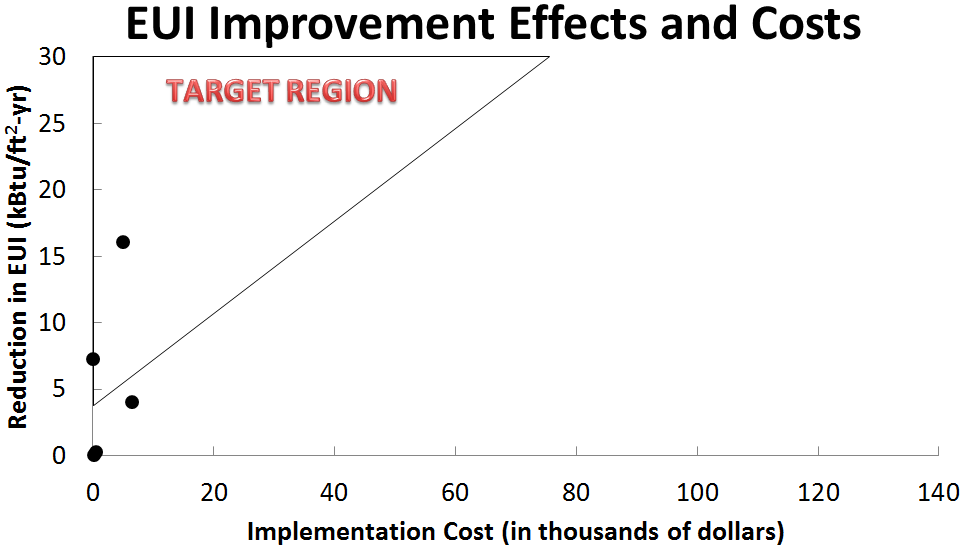 EUI Improvement Effects and Costs
TARGET REGION
Reduction in EUI (kBtu/ft²-yr)
30
25
20
15
10
5
0
0 20 40 60 80 100 120 140
Implementation Cost (in thousands of dollars)